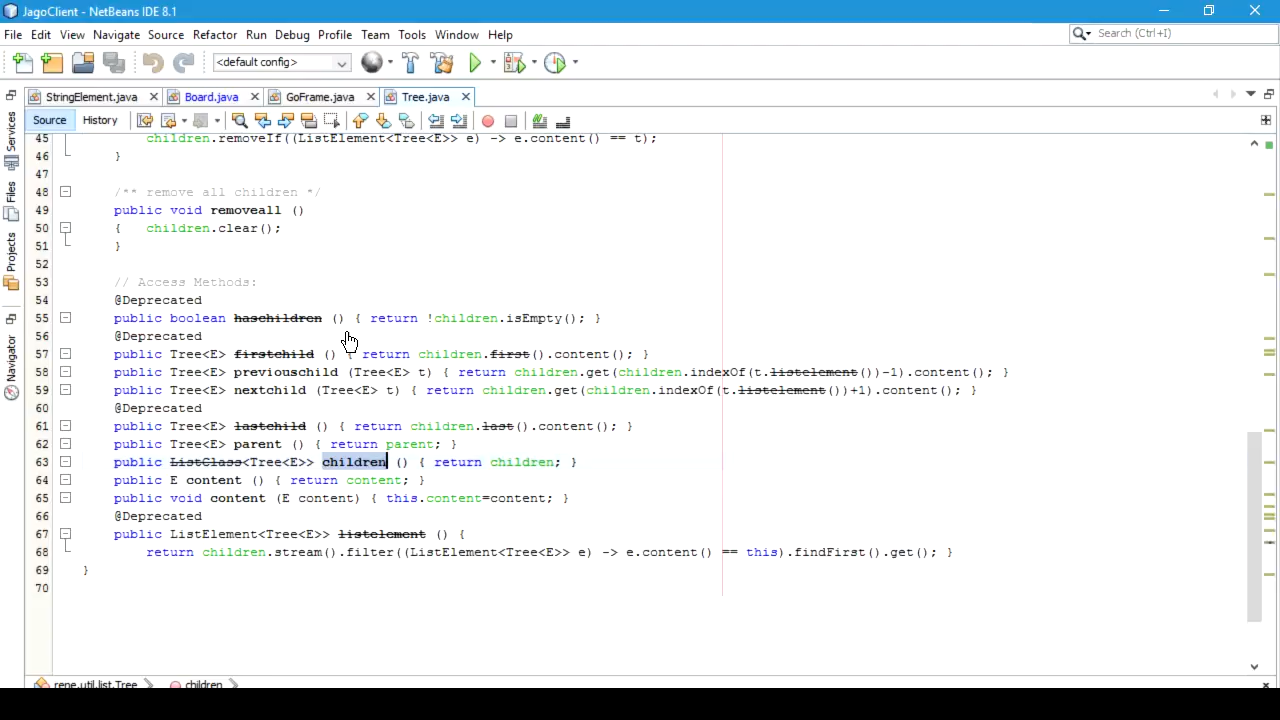 JagoClient - NetBeans IDE 8.1
File Edit View Navigate Source Refactor Run Debug Profile Team Tools Window Help
Search (Ctrl+I)
<default config>
StringElement.java Board.java GoFrame.java Tree.java
Source History
Services
Files
Projects
Navigator
45 children.removeIf((ListElement<Tree<E>> e) -> e.content() == t);
46 }
47
48 /** remove all children */
49 public void removeall ()
50 { children.clear();
51 }
52
53 // Access Methods:
54 @Deprecated
55 public boolean haschildren () { return !children.isEmpty(); }
56 @Deprecated
57 public Tree<E> firstchild () { return children.first().content(); }
58 public Tree<E> previouschild (Tree<E> t) { return children.get(children.indexOf(t.listelement())-1).content(); }
59 public Tree<E> nextchild (Tree<E> t) { return children.get(children.indexOf(t.listelement())+1).content(); }
60 @Deprecated
61 public Tree<E> lastchild () { return children.last().content(); }
62 public Tree<E> parent () { return parent; }
63 public ListClass<Tree<E>> children () { return children; }
64 public E content () { return content; }
65 public void content (E content) { this.content=content; }
66 @Deprecated
67 public ListElement<Tree<E>> listelement () {
68 return children.stream().filter((ListElement<Tree<E>> e) -> e.content() == this).findFirst().get(); }
69 }
70
rene.util.list.Tree children